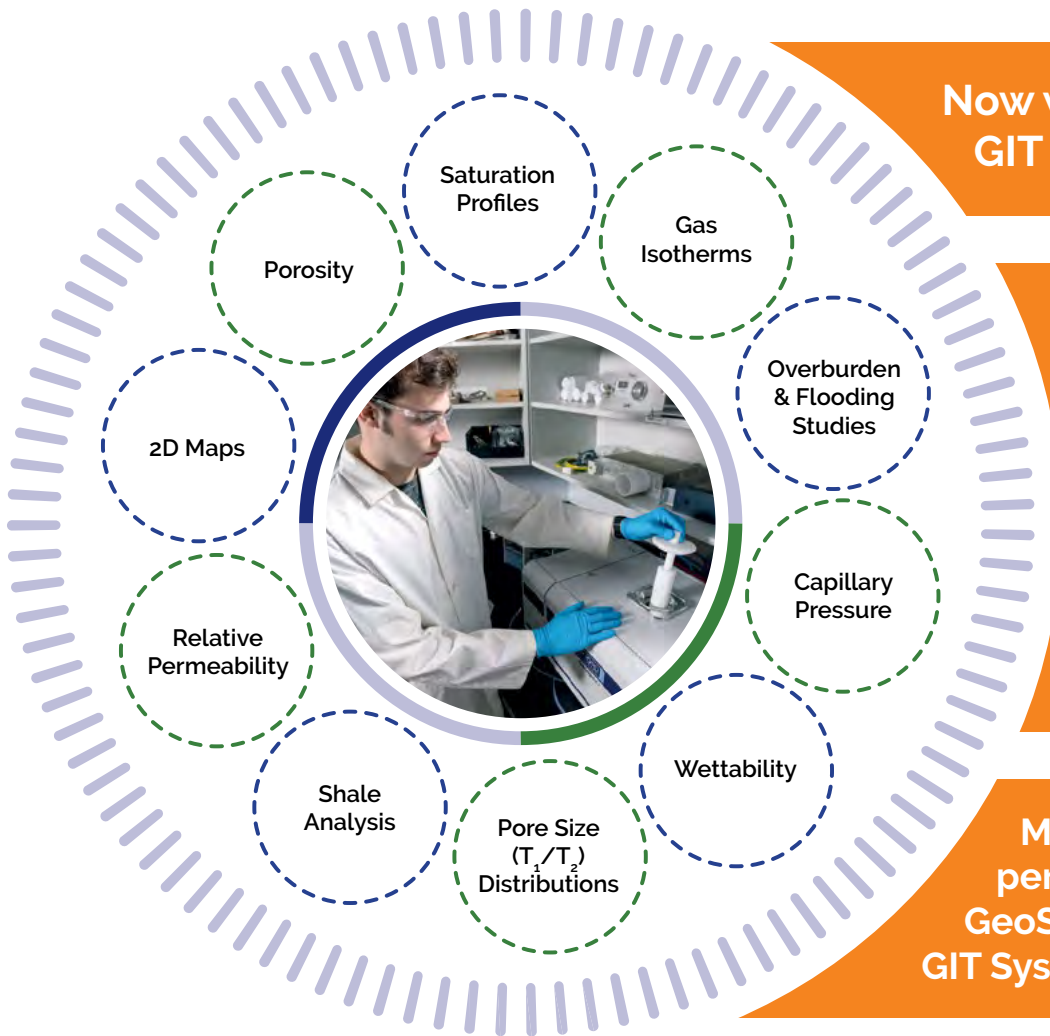 Now
GIT
Saturation
Profiles
Gas
Isotherms
Porosity
Overburden
& Flooding
Studies
2D Maps
Capillary
Pressure
Relative
Permeability
Wettability
Shale
Analysis
Pore Size
(T₁/T₂)
Distributions
GIT